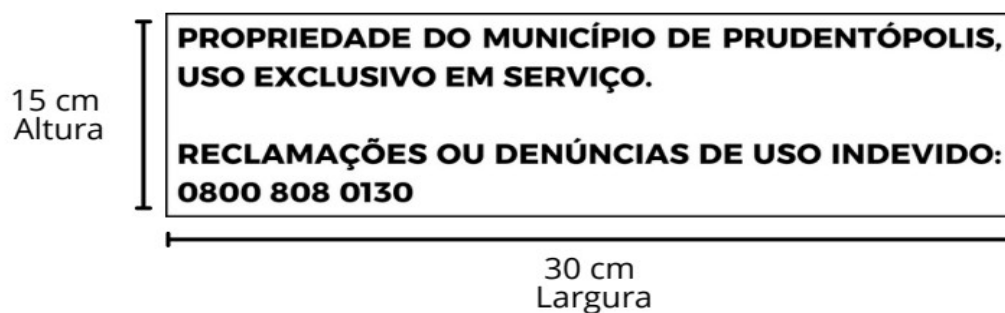 PROPRIEDADE DO MUNICÍPIO DE PRUDENTÓPOLIS,
USO EXCLUSIVO EM SERVIÇO.
15 cm
Altura
RECLAMAÇÕES OU DENÚNCIAS DE USO INDEVIDO:
0800 808 0130
30 cm
Largura